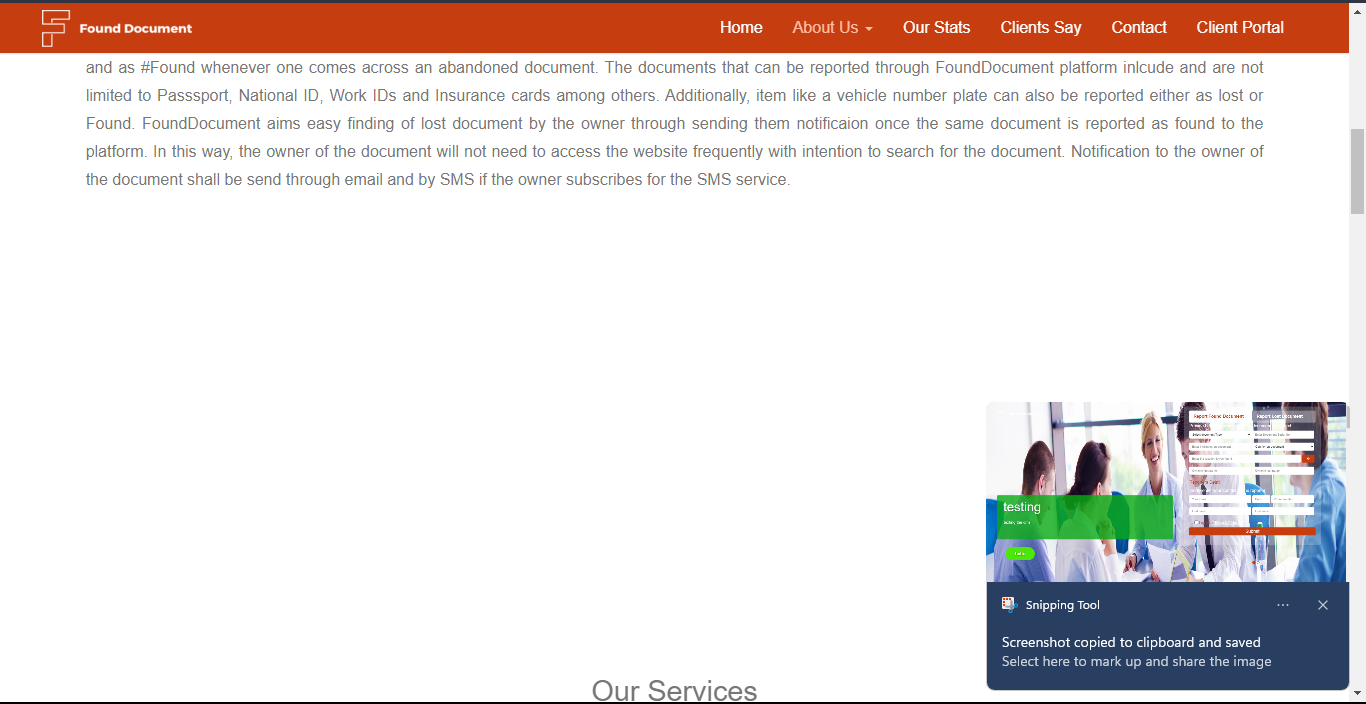 Found Document
Home About Us Our Stats Clients Say Contact Client Portal
and as #Found whenever one comes across an abandoned document. The documents that can be reported through FoundDocument platform inlcude and are not
limited to Passsport, National ID, Work IDs and Insurance cards among others. Additionally, item like a vehicle number plate can also be reported either as lost or
Found. FoundDocument aims easy finding of lost document by the owner through sending them notificaion once the same document is reported as found to the
platform. In this way, the owner of the document will not need to access the website frequently with intention to search for the document. Notification to the owner of
the document shall be send through email and by SMS if the owner subscribes for the SMS service.
Report Found Document Report Lost Document
testing
Submit
Snipping Tool
Screenshot copied to clipboard and saved
Select here to mark up and share the image
Our Services